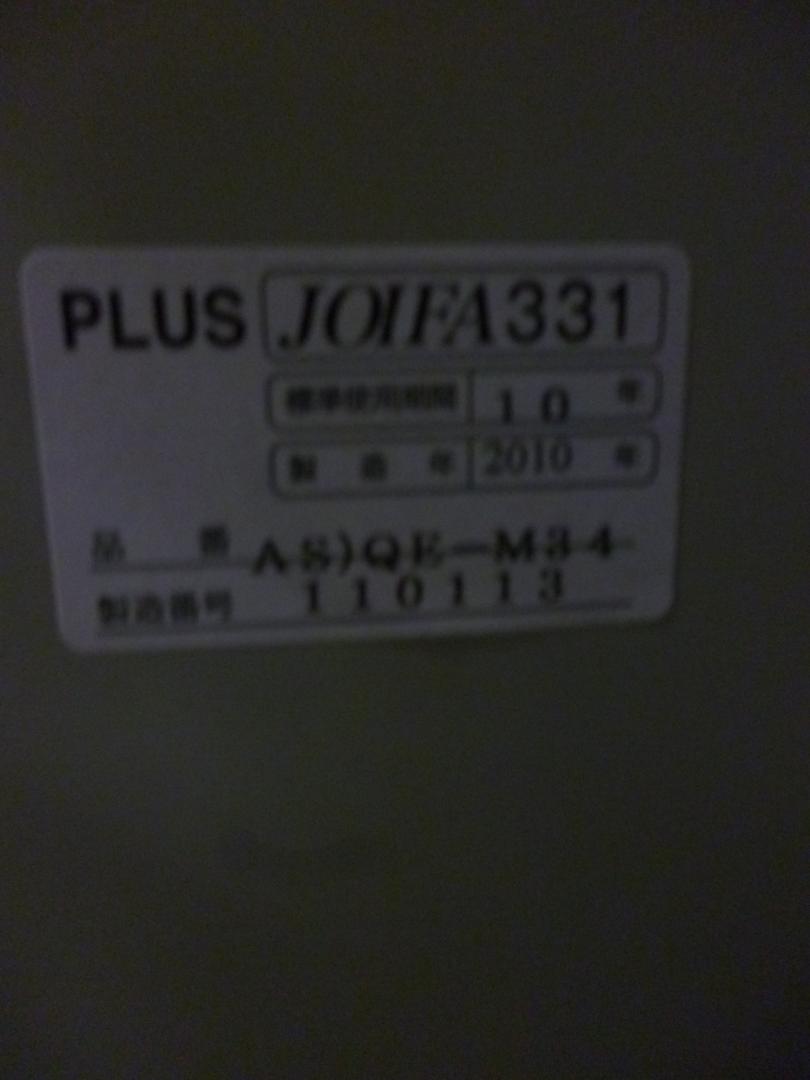 PLUS JOIFA331
標準使用期間 10 年
製造年 2010 年
品番 AS)QE-M34
製造番号 110113